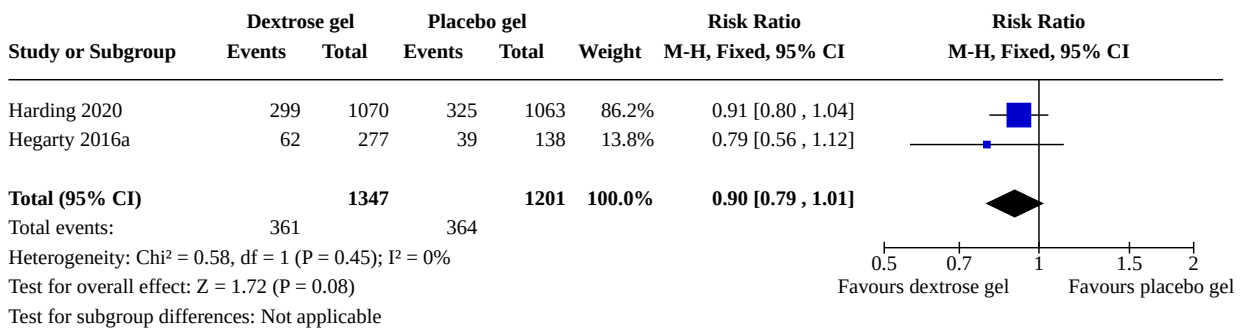 Dextrose gel Placebo gel Risk Ratio Risk Ratio
Study or Subgroup Events Total Events Total Weight M-H, Fixed, 95% CI M-H, Fixed, 95% CI
Harding 2020 299 1070 325 1063 86.2% 0.91 [0.80 , 1.04]
Hegarty 2016a 62 277 39 138 13.8% 0.79 [0.56 , 1.12]
Total (95% CI) 1347 1201 100.0% 0.90 [0.79 , 1.01]
Total events: 361 364
Heterogeneity: Chi² = 0.58, df = 1 (P = 0.45); I² = 0% 0.5 0.7 1 1.5 2
Test for overall effect: Z = 1.72 (P = 0.08) Favours dextrose gel Favours placebo gel
Test for subgroup differences: Not applicable